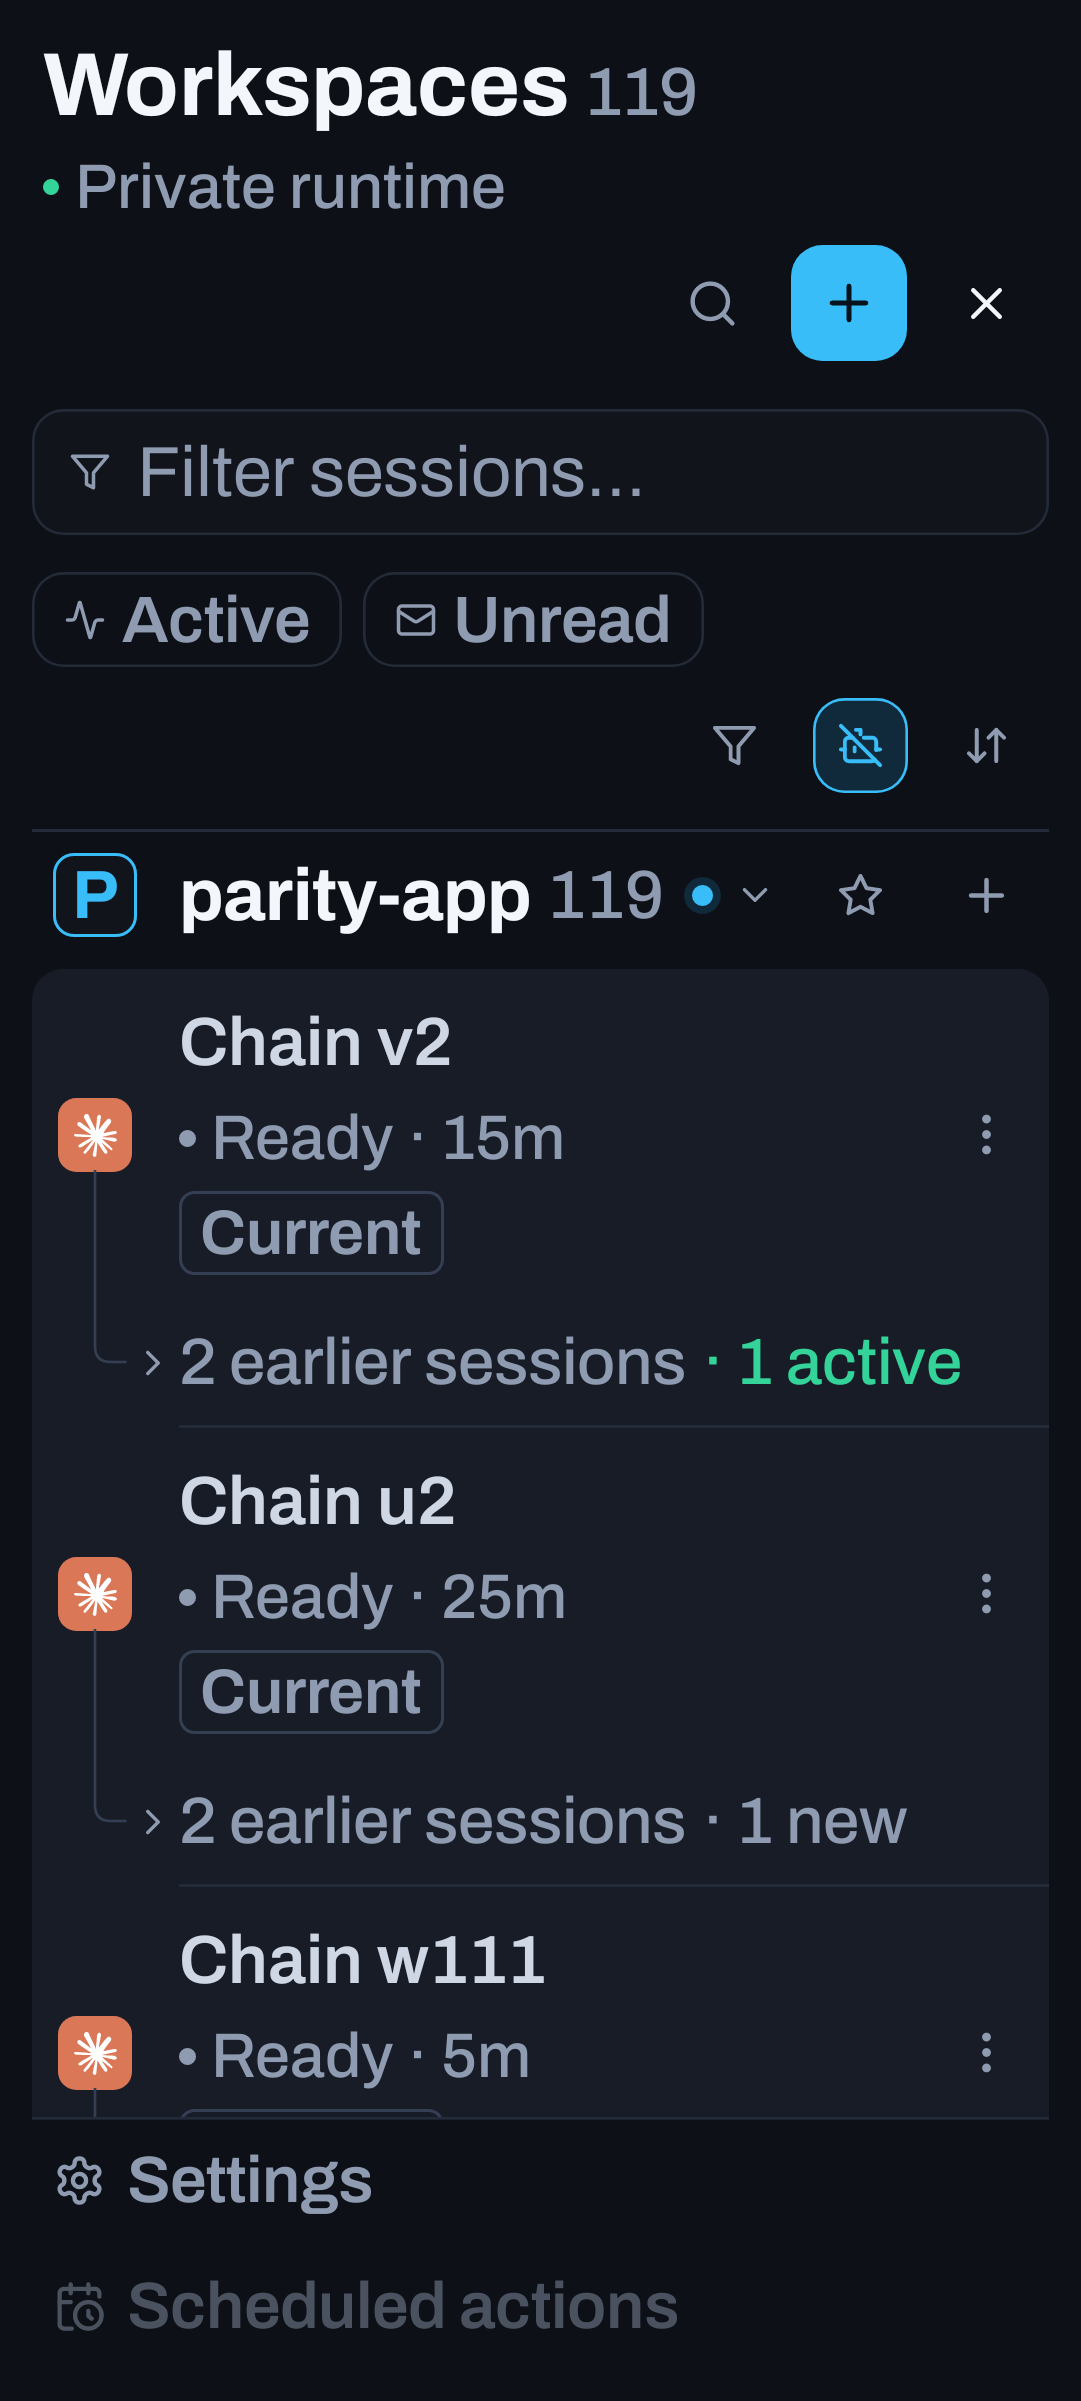 Workspaces 119
• Private runtime
Filter sessions...
Active
Unread
P parity-app 119
Chain v2
• Ready · 15m
Current
2 earlier sessions · 1 active
Chain u2
• Ready · 25m
Current
2 earlier sessions · 1 new
Chain w111
• Ready · 5m
Settings
Scheduled actions